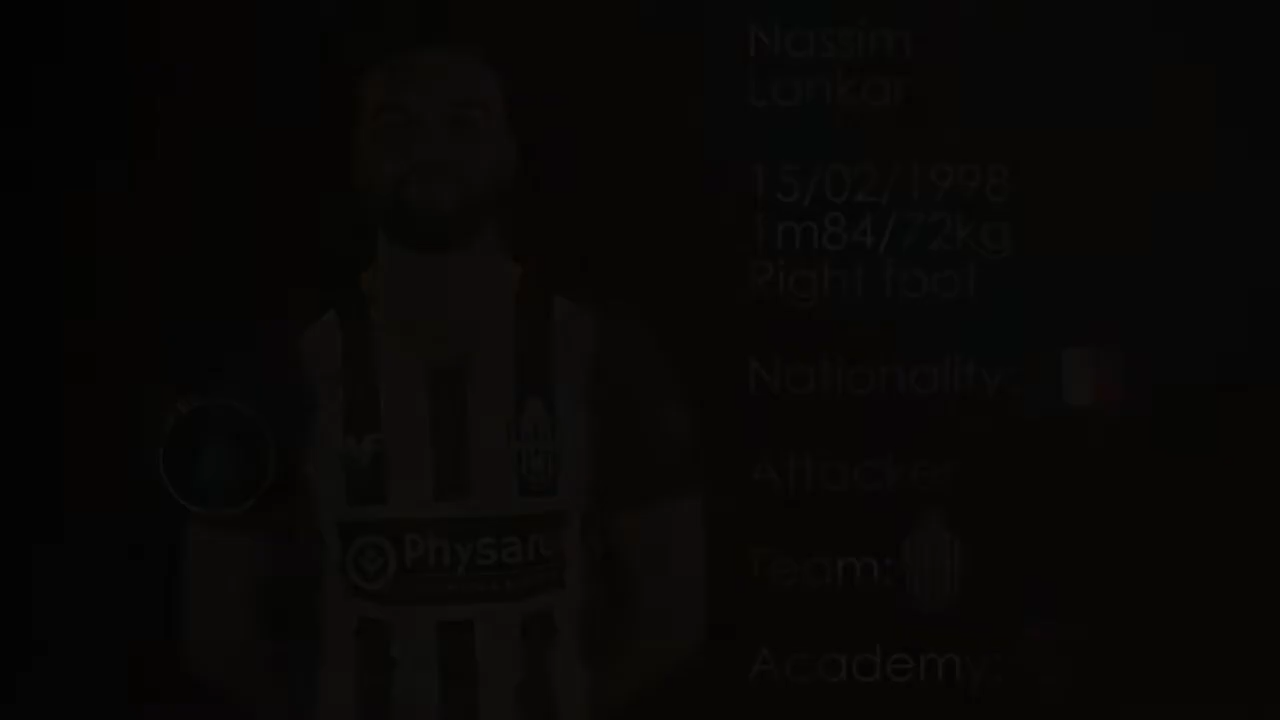 Nassim
Lankar
15/02/1998
1m84/72kg
Right foot
Nationality:
Attacker
Team:
Academy:
Physarc